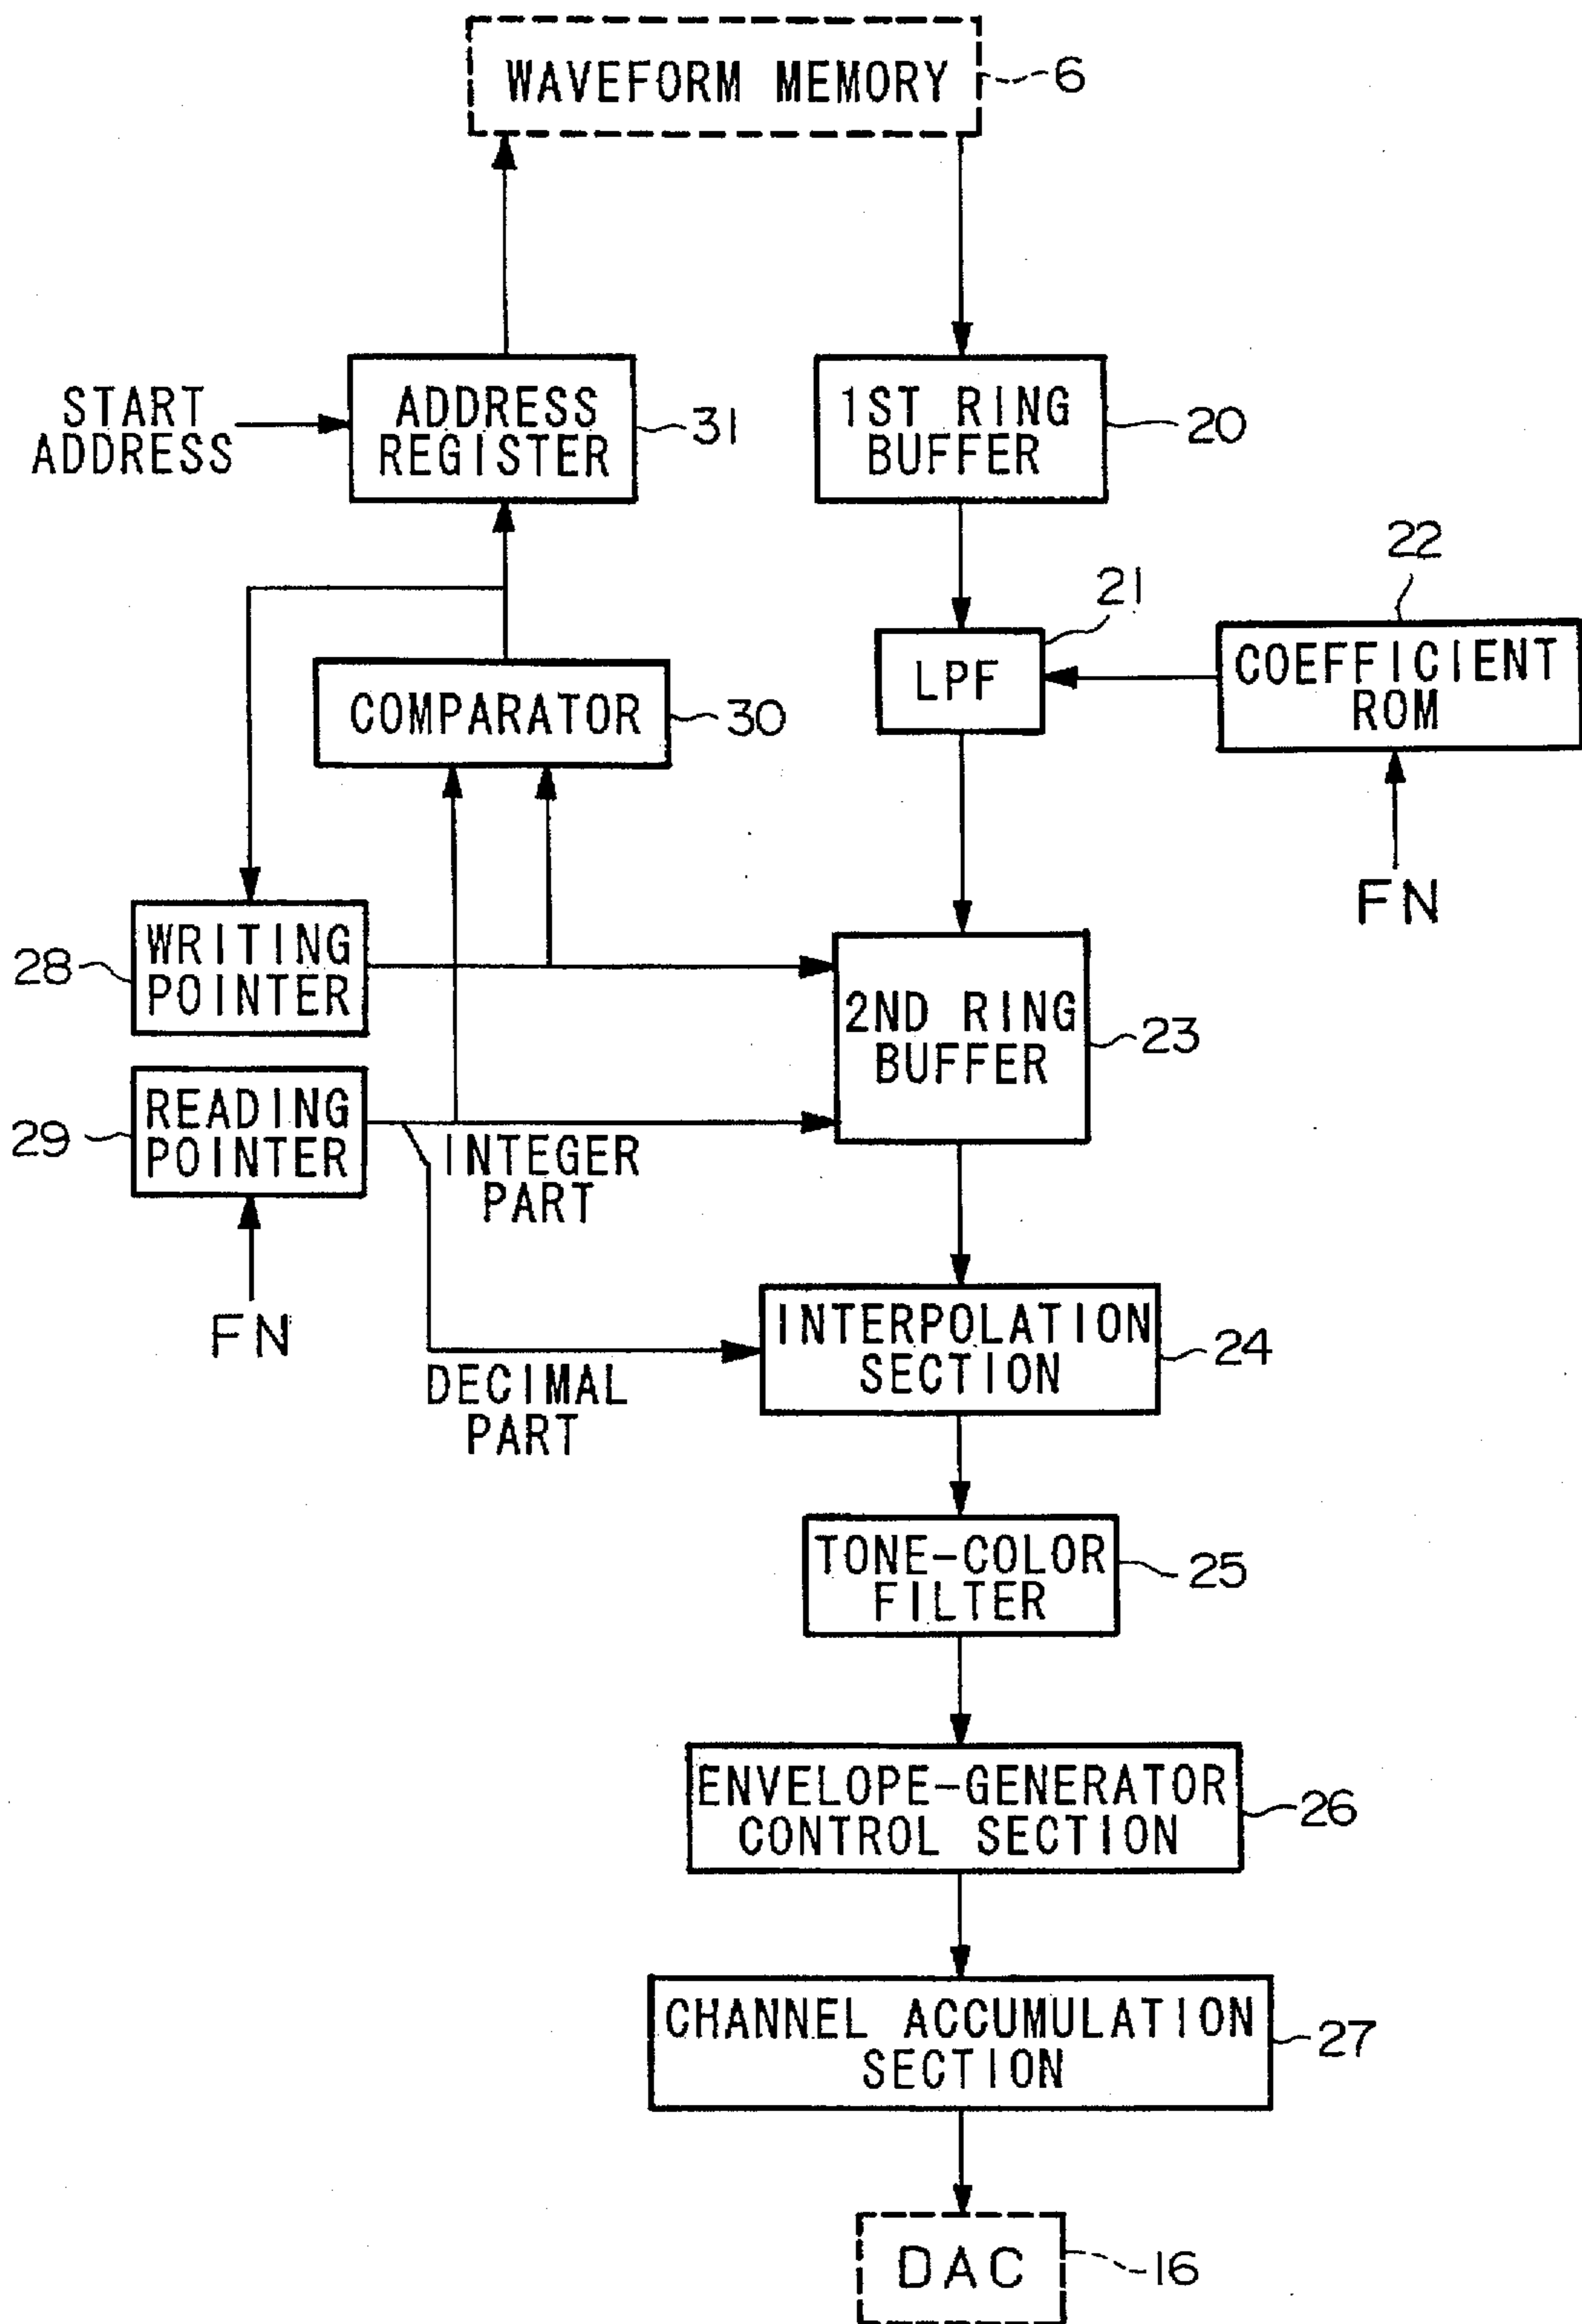 WAVEFORM MEMORY
6
START
ADDRESS
ADDRESS
REGISTER
31
1ST RING
BUFFER
20
22
21
LPF
COEFFICIENT
ROM
COMPARATOR
30
FN
WRITING
POINTER
28
2ND RING
BUFFER
23
READING
POINTER
29
INTEGER
PART
FN
INTERPOLATION
SECTION
24
DECIMAL
PART
TONE-COLOR
FILTER
25
ENVELOPE-GENERATOR
CONTROL SECTION
26
CHANNEL ACCUMULATION
SECTION
27
DAC
16